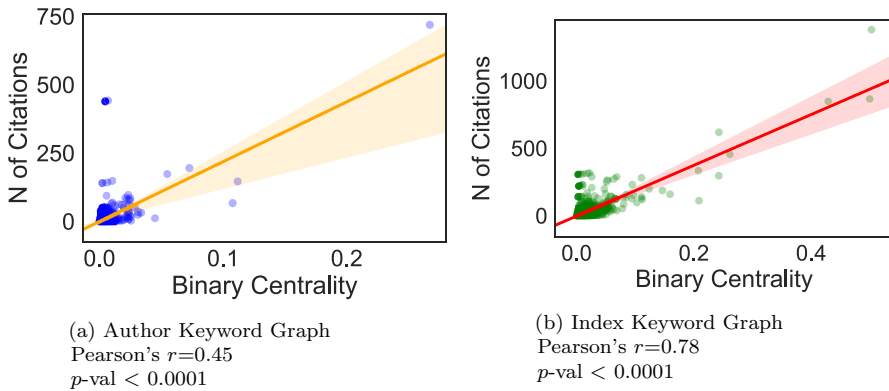 750
500
250
0
N of Citations
0.0
0.1
0.2
Binary Centrality
(a) Author Keyword Graph
Pearson's r=0.45
p-val < 0.0001
1000
500
0
N of Citations
0.0
0.2
0.4
Binary Centrality
(b) Index Keyword Graph
Pearson's r=0.78
p-val < 0.0001